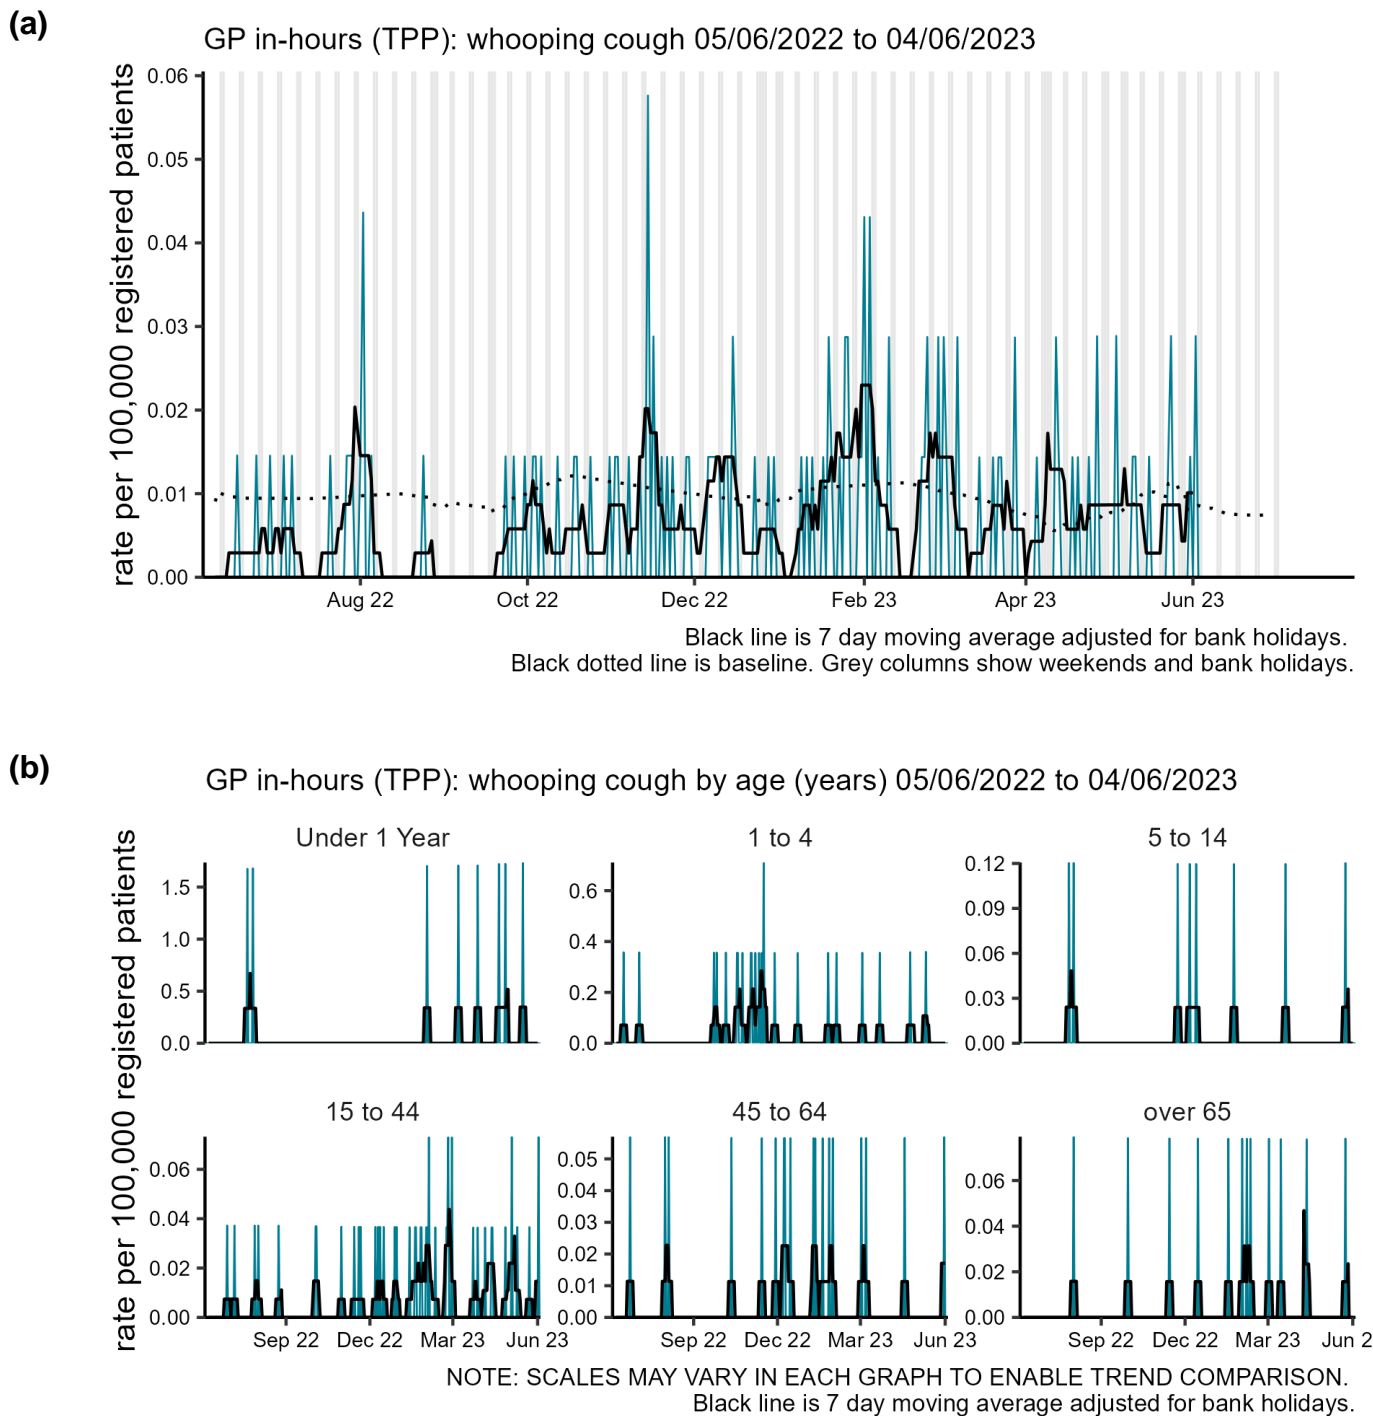 (a)
GP in-hours (TPP): whooping cough 05/06/2022 to 04/06/2023
rate per 100,000 registered patients
0.06
0.05
0.04
0.03
0.02
0.01
0.00
Aug 22 Oct 22 Dec 22 Feb 23 Apr 23 Jun 23
Black line is 7 day moving average adjusted for bank holidays.
Black dotted line is baseline. Grey columns show weekends and bank holidays.
(b)
GP in-hours (TPP): whooping cough by age (years) 05/06/2022 to 04/06/2023
rate per 100,000 registered patients
Under 1 Year
1.5
1.0
0.5
0.0
1 to 4
0.6
0.4
0.2
0.0
5 to 14
0.12
0.09
0.06
0.03
0.00
15 to 44
0.06
0.04
0.02
0.00
Sep 22 Dec 22 Mar 23 Jun 23
45 to 64
0.05
0.04
0.03
0.02
0.01
0.00
Sep 22 Dec 22 Mar 23 Jun 23
over 65
0.06
0.04
0.02
0.00
Sep 22 Dec 22 Mar 23 Jun 2
NOTE: SCALES MAY VARY IN EACH GRAPH TO ENABLE TREND COMPARISON.
Black line is 7 day moving average adjusted for bank holidays.